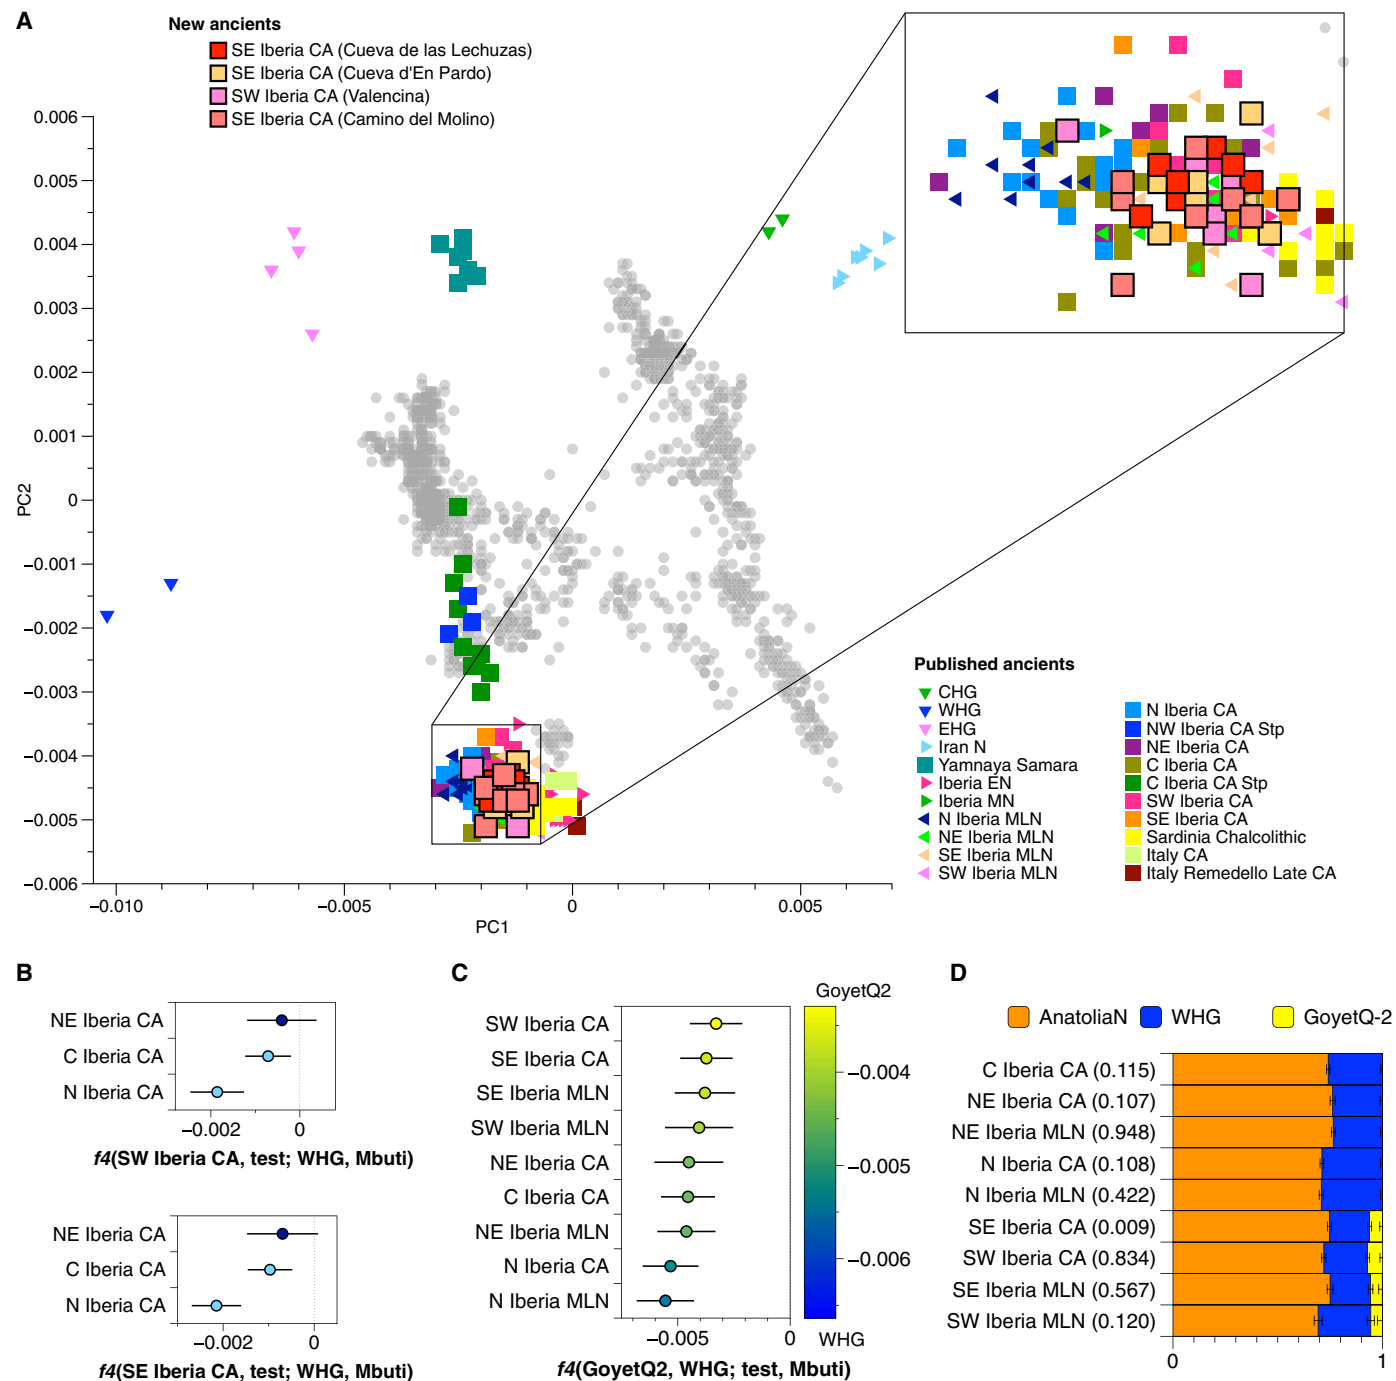 A
New ancients
SE Iberia CA (Cueva de las Lechuzas)
SE Iberia CA (Cueva d'En Pardo)
SW Iberia CA (Valencina)
SE Iberia CA (Camino del Molino)
0.006
0.005
0.004
0.003
0.002
0.001
0
−0.001
−0.002
−0.003
−0.004
−0.005
−0.006
PC2
−0.010
−0.005
0
0.005
PC1
Published ancients
CHG
WHG
EHG
Iran N
Yamnaya Samara
Iberia EN
Iberia MN
N Iberia MLN
NE Iberia MLN
SE Iberia MLN
SW Iberia MLN
N Iberia CA
NW Iberia CA Stp
NE Iberia CA
C Iberia CA
C Iberia CA Stp
SW Iberia CA
SE Iberia CA
Sardinia Chalcolithic
Italy CA
Italy Remedello Late CA
B
NE Iberia CA
C Iberia CA
N Iberia CA
−0.002
0
f4(SW Iberia CA, test; WHG, Mbuti)
NE Iberia CA
C Iberia CA
N Iberia CA
−0.002
0
f4(SE Iberia CA, test; WHG, Mbuti)
C
SW Iberia CA
SE Iberia CA
SE Iberia MLN
SW Iberia MLN
NE Iberia CA
C Iberia CA
NE Iberia MLN
N Iberia CA
N Iberia MLN
−0.005
0
f4(GoyetQ2, WHG; test, Mbuti)
GoyetQ2
−0.004
−0.005
−0.006
WHG
D
AnatoliaN
WHG
GoyetQ-2
C Iberia CA (0.115)
NE Iberia CA (0.107)
NE Iberia MLN (0.948)
N Iberia CA (0.108)
N Iberia MLN (0.422)
SE Iberia CA (0.009)
SW Iberia CA (0.834)
SE Iberia MLN (0.567)
SW Iberia MLN (0.120)
0
1